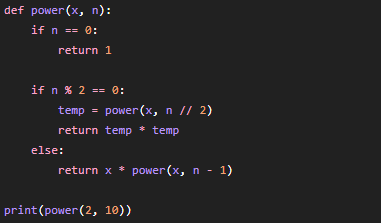 def power(x, n):
    if n == 0:
        return 1

    if n % 2 == 0:
        temp = power(x, n // 2)
        return temp * temp
    else:
        return x * power(x, n - 1)

print(power(2, 10))